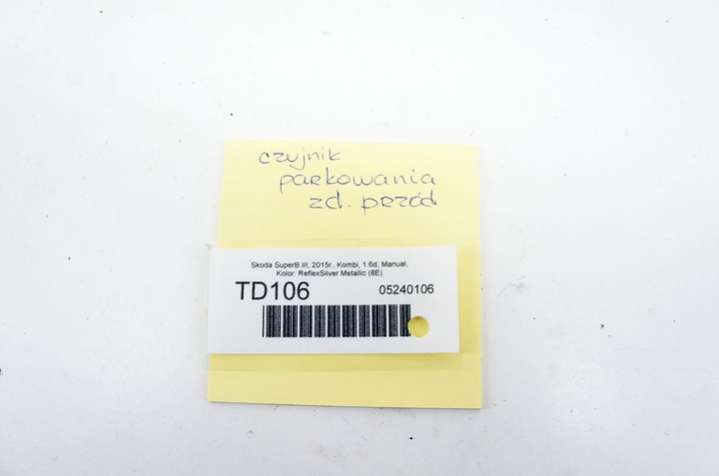 czujnik
parkowania
zd. przód
Skoda SuperB III, 2015r., Kombi, 1.6d, Manual,
Kolor: ReflexSilver Metallic (8E)
TD106 05240106